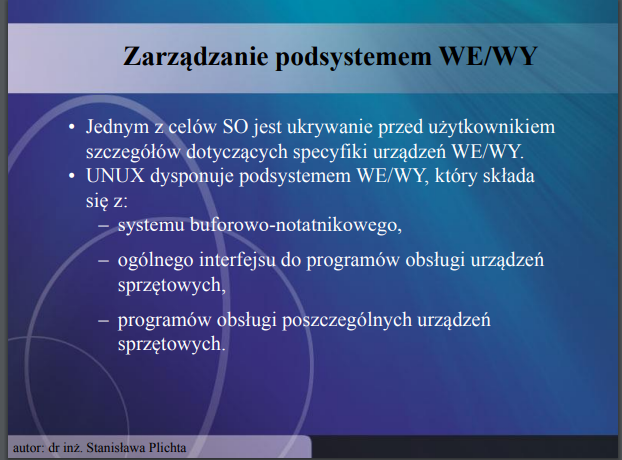 Zarządzanie podsystemem WE/WY
• Jednym z celów SO jest ukrywanie przed użytkownikiem
szczegółów dotyczących specyfiki urządzeń WE/WY.
• UNUX dysponuje podsystemem WE/WY, który składa
się z:
– systemu buforowo-notatnikowego,
– ogólnego interfejsu do programów obsługi urządzeń
sprzętowych,
– programów obsługi poszczególnych urządzeń
sprzętowych.
autor: dr inż. Stanisława Plichta